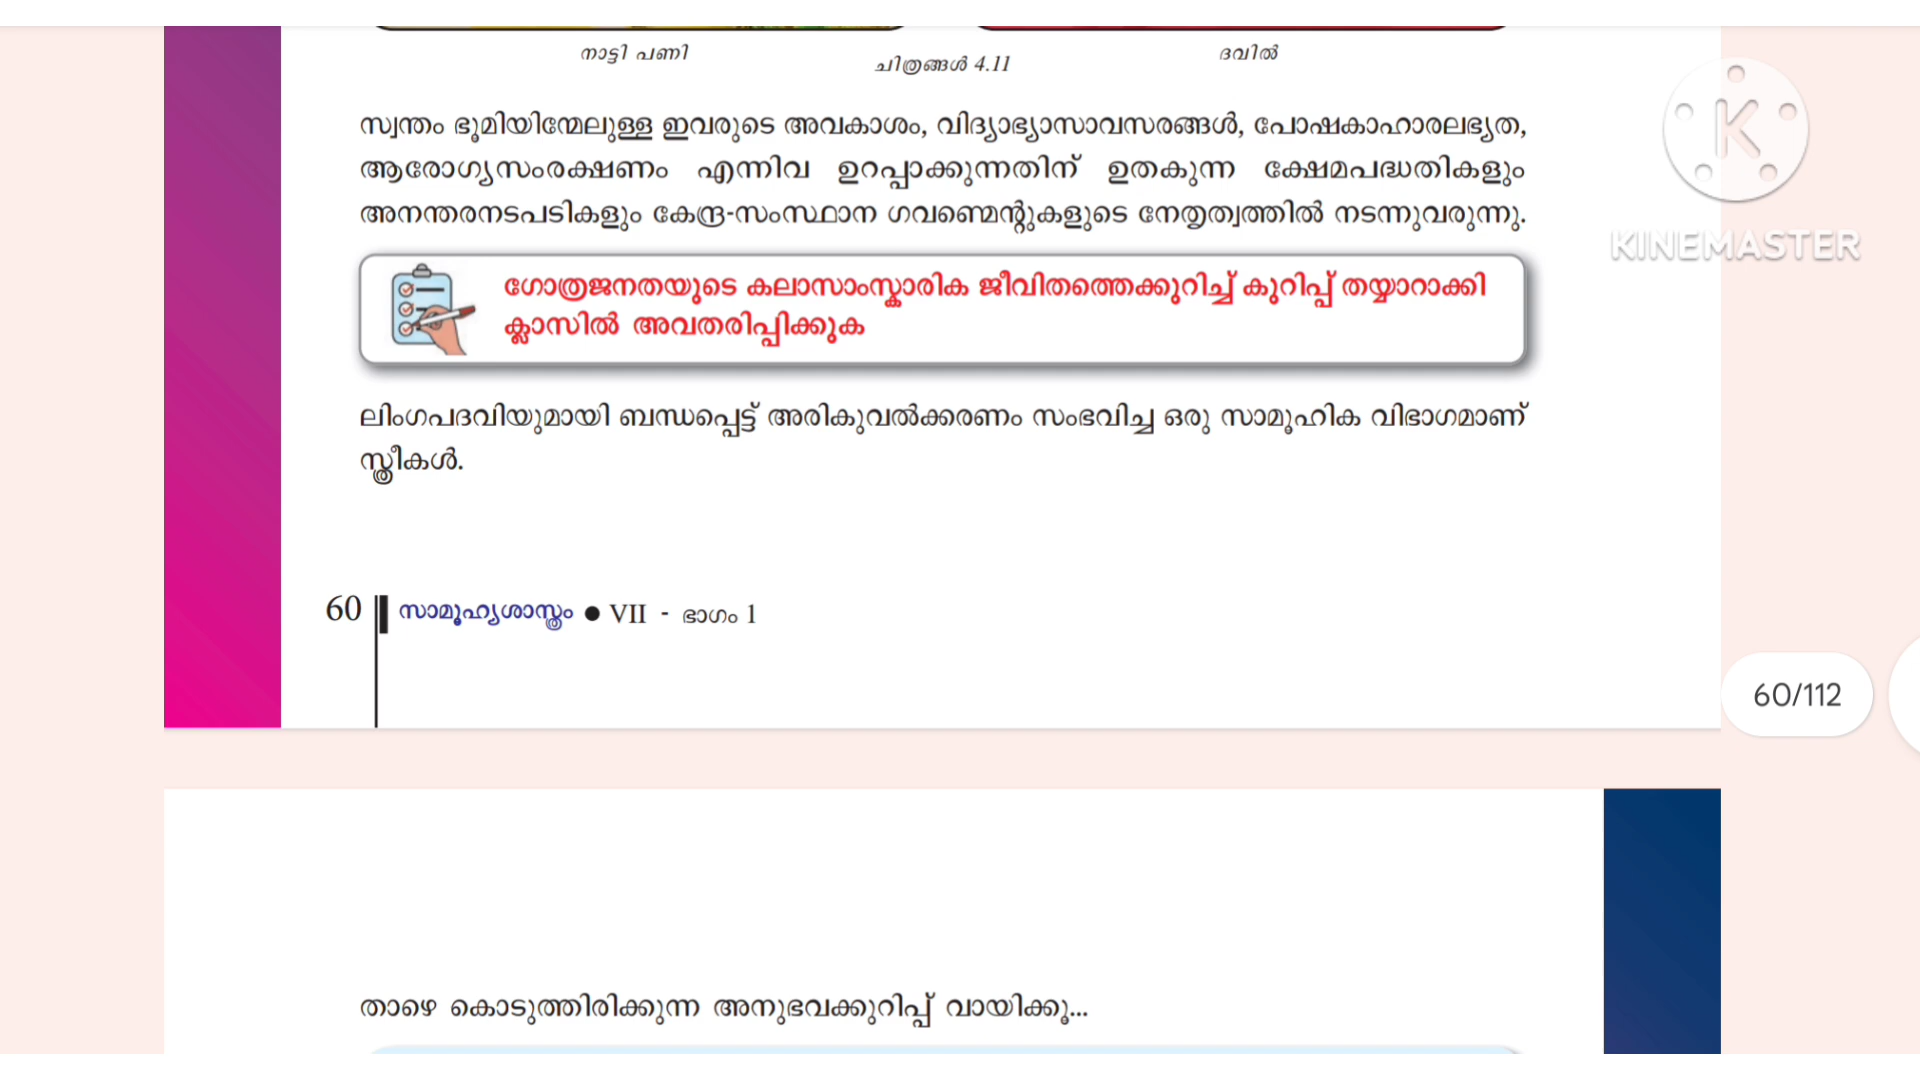 നാട്ടി പണി
ചിത്രങ്ങൾ 4.11
ദവിൽ
സ്വന്തം ഭൂമിയിന്മേലുള്ള ഇവരുടെ അവകാശം, വിദ്യാഭ്യാസാവസരങ്ങൾ, പോഷകാഹാരലഭ്യത,
ആരോഗ്യസംരക്ഷണം എന്നിവ ഉറപ്പാക്കുന്നതിന് ഉതകുന്ന ക്ഷേമപദ്ധതികളും
അനന്തരനടപടികളും കേന്ദ്ര-സംസ്ഥാന ഗവണ്മെന്റുകളുടെ നേതൃത്വത്തിൽ നടന്നുവരുന്നു.
K
KINEMASTER
ഗോത്രജനതയുടെ കലാസാംസ്കാരിക ജീവിതത്തെക്കുറിച്ച് കുറിപ്പ് തയ്യാറാക്കി
ക്ലാസിൽ അവതരിപ്പിക്കുക
ലിംഗപദവിയുമായി ബന്ധപ്പെട്ട് അരികുവൽക്കരണം സംഭവിച്ച ഒരു സാമൂഹിക വിഭാഗമാണ്
സ്ത്രീകൾ.
60 സാമൂഹ്യശാസ്ത്രം ● VII - ഭാഗം 1
60/112
താഴെ കൊടുത്തിരിക്കുന്ന അനുഭവക്കുറിപ്പ് വായിക്കൂ...